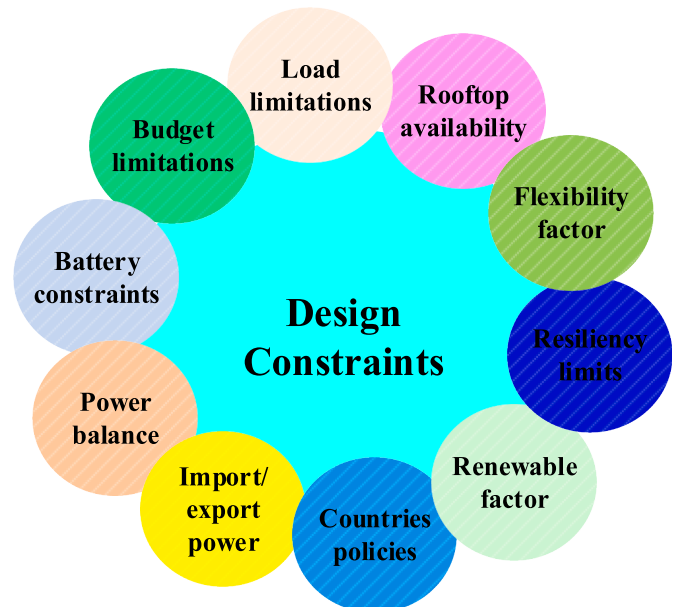 Load
limitations
Rooftop
availability
Budget
limitations
Flexibility
factor
Battery
constraints
Design
Constraints
Resiliency
limits
Power
balance
Renewable
factor
Import/
export
power
Countries
policies